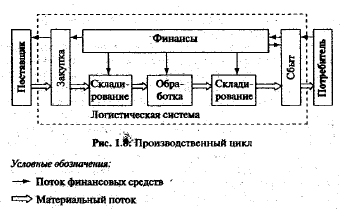 Финансы
Поставщик
Закупка
Склади-
рование
Обра-
ботка
Склади-
рование
Сбыт
Потребитель
Логистическая система
Рис. 1.8. Производственный цикл
Условные обозначения:
Поток финансовых средств
Материальный поток